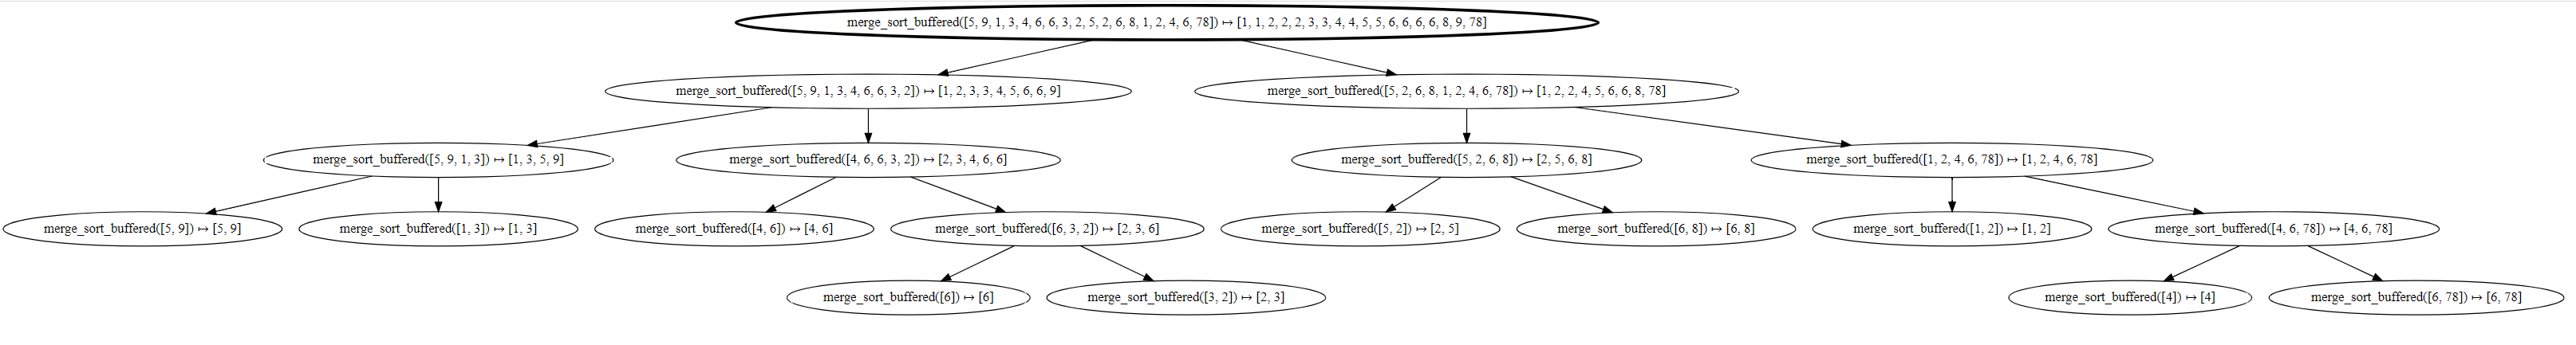 merge_sort_buffered([5, 9, 1, 3, 4, 6, 6, 3, 2, 5, 2, 6, 8, 1, 2, 4, 6, 78]) ↦ [1, 1, 2, 2, 2, 3, 3, 4, 4, 5, 5, 6, 6, 6, 6, 8, 9, 78]
merge_sort_buffered([5, 9, 1, 3, 4, 6, 6, 3, 2]) ↦ [1, 2, 3, 3, 4, 5, 6, 6, 9]
merge_sort_buffered([5, 2, 6, 8, 1, 2, 4, 6, 78]) ↦ [1, 2, 2, 4, 5, 6, 6, 8, 78]
merge_sort_buffered([5, 9, 1, 3]) ↦ [1, 3, 5, 9]
merge_sort_buffered([4, 6, 6, 3, 2]) ↦ [2, 3, 4, 6, 6]
merge_sort_buffered([5, 2, 6, 8]) ↦ [2, 5, 6, 8]
merge_sort_buffered([1, 2, 4, 6, 78]) ↦ [1, 2, 4, 6, 78]
merge_sort_buffered([5, 9]) ↦ [5, 9]
merge_sort_buffered([1, 3]) ↦ [1, 3]
merge_sort_buffered([4, 6]) ↦ [4, 6]
merge_sort_buffered([6, 3, 2]) ↦ [2, 3, 6]
merge_sort_buffered([5, 2]) ↦ [2, 5]
merge_sort_buffered([6, 8]) ↦ [6, 8]
merge_sort_buffered([1, 2]) ↦ [1, 2]
merge_sort_buffered([4, 6, 78]) ↦ [4, 6, 78]
merge_sort_buffered([6]) ↦ [6]
merge_sort_buffered([3, 2]) ↦ [2, 3]
merge_sort_buffered([4]) ↦ [4]
merge_sort_buffered([6, 78]) ↦ [6, 78]